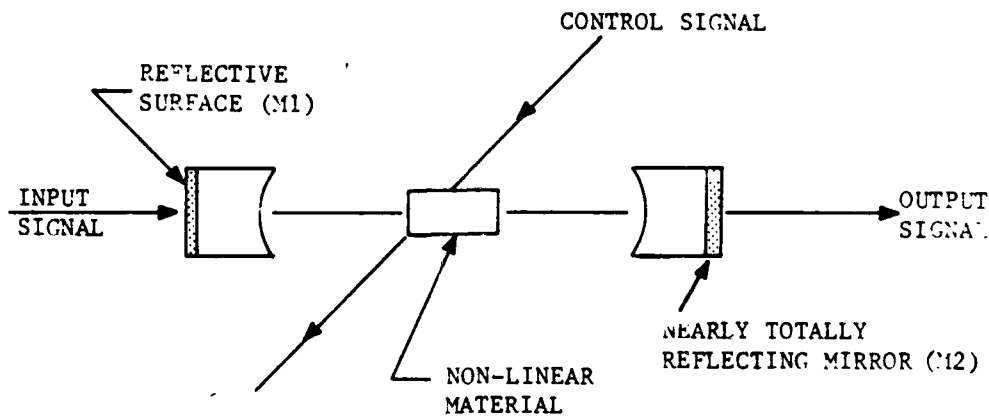 CONTROL SIGNAL
REFLECTIVE
SURFACE (M1)
INPUT
SIGNAL
OUTPUT
SIGNAL
NEARLY TOTALLY
REFLECTING MIRROR (M2)
NON-LINEAR
MATERIAL